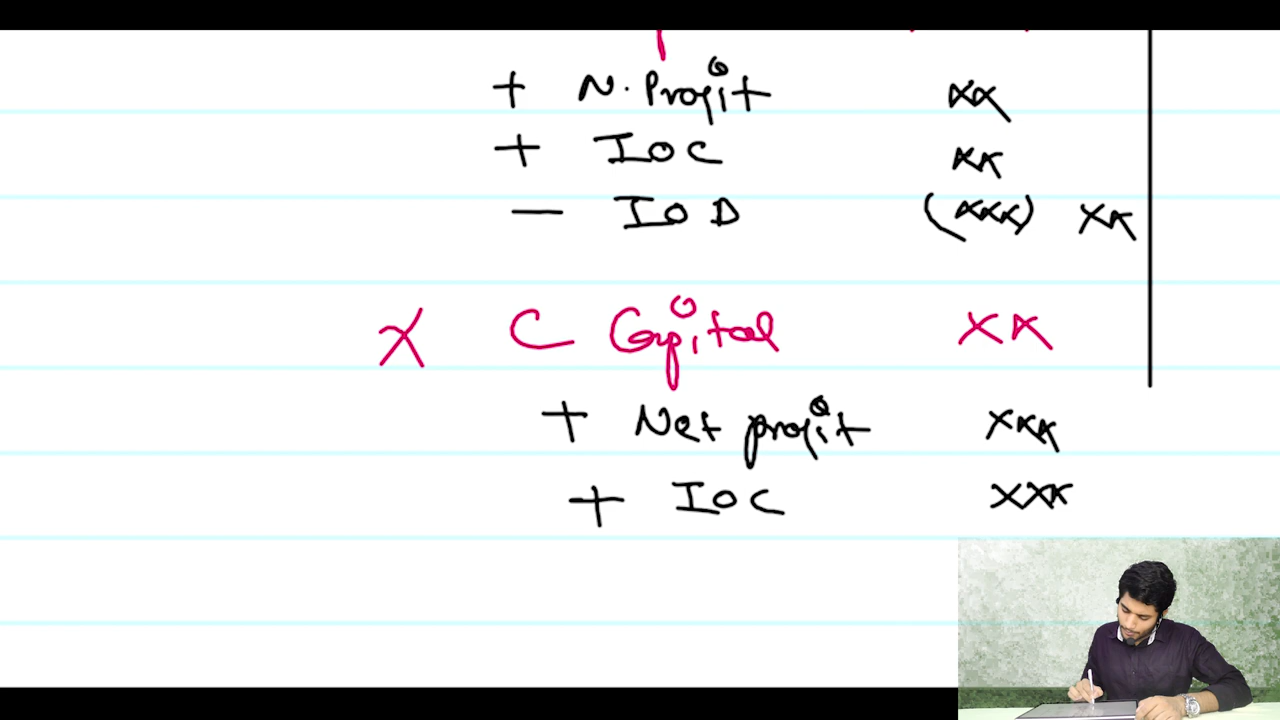 + N. Profit xx
+ IOC xx
— IOD (xxx) xx
X C Capital xx
+ Net profit xxx
+ IOC xxx